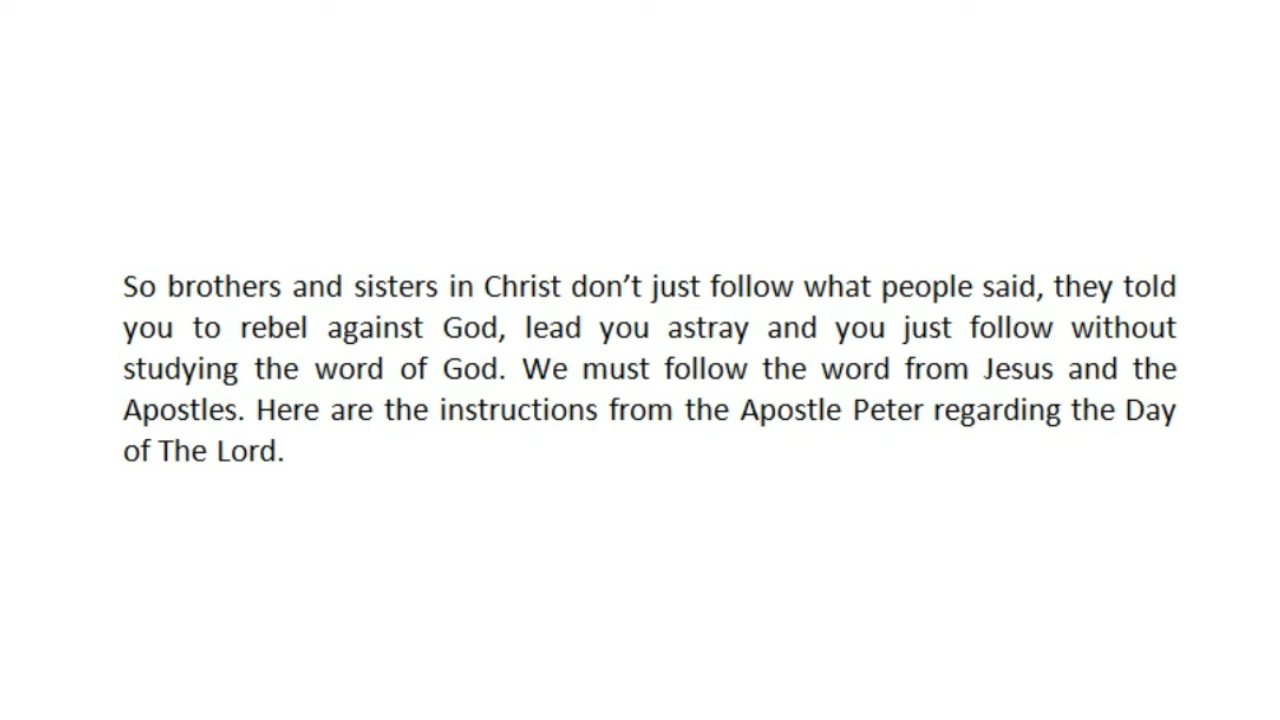 So brothers and sisters in Christ don’t just follow what people said, they told
you to rebel against God, lead you astray and you just follow without
studying the word of God. We must follow the word from Jesus and the
Apostles. Here are the instructions from the Apostle Peter regarding the Day
of The Lord.